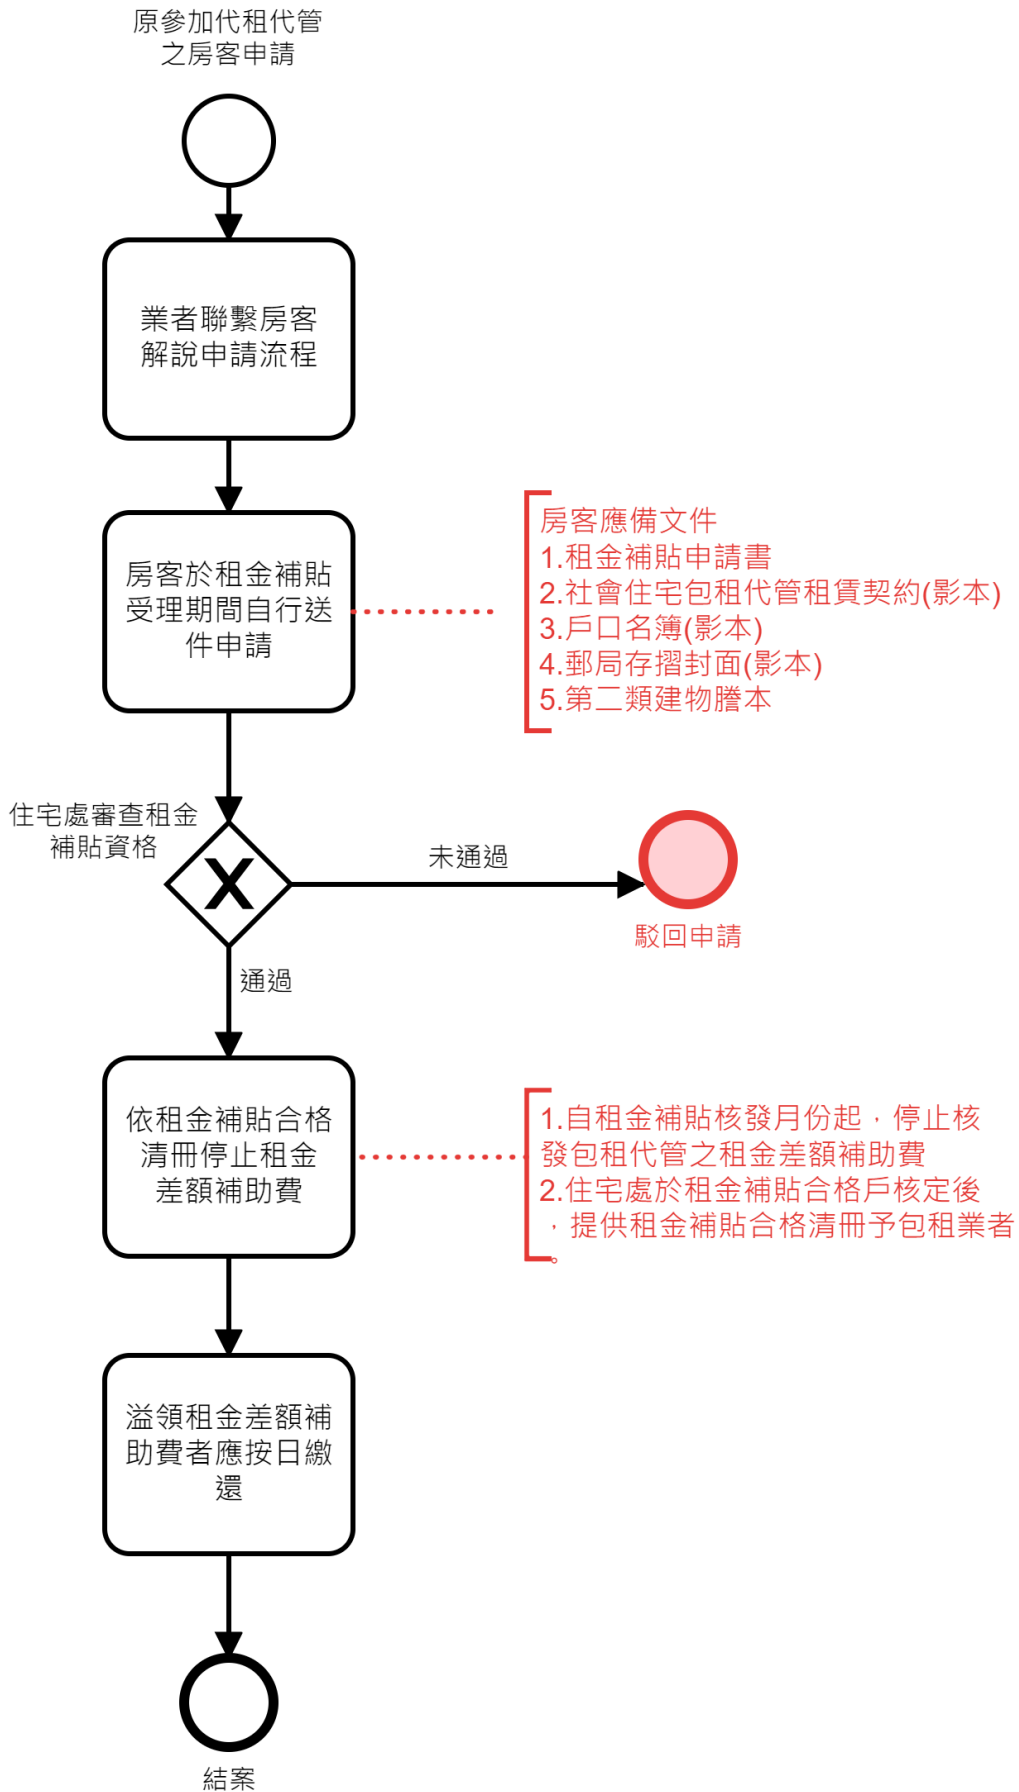 原參加代租代管
之房客申請
業者聯繫房客
解說申請流程
房客於租金補貼
受理期間自行送
件申請
房客應備文件
1.租金補貼申請書
2.社會住宅包租代管租賃契約(影本)
3.戶口名簿(影本)
4.郵局存摺封面(影本)
5.第二類建物謄本
住宅處審查租金
補貼資格
X
未通過
駁回申請
通過
依租金補貼合格
清冊停止租金
差額補助費
1.自租金補貼核發月份起，停止核
發包租代管之租金差額補助費
2.住宅處於租金補貼合格戶核定後
，提供租金補貼合格清冊予包租業者
。
溢領租金差額補
助費者應按日繳
還
結案